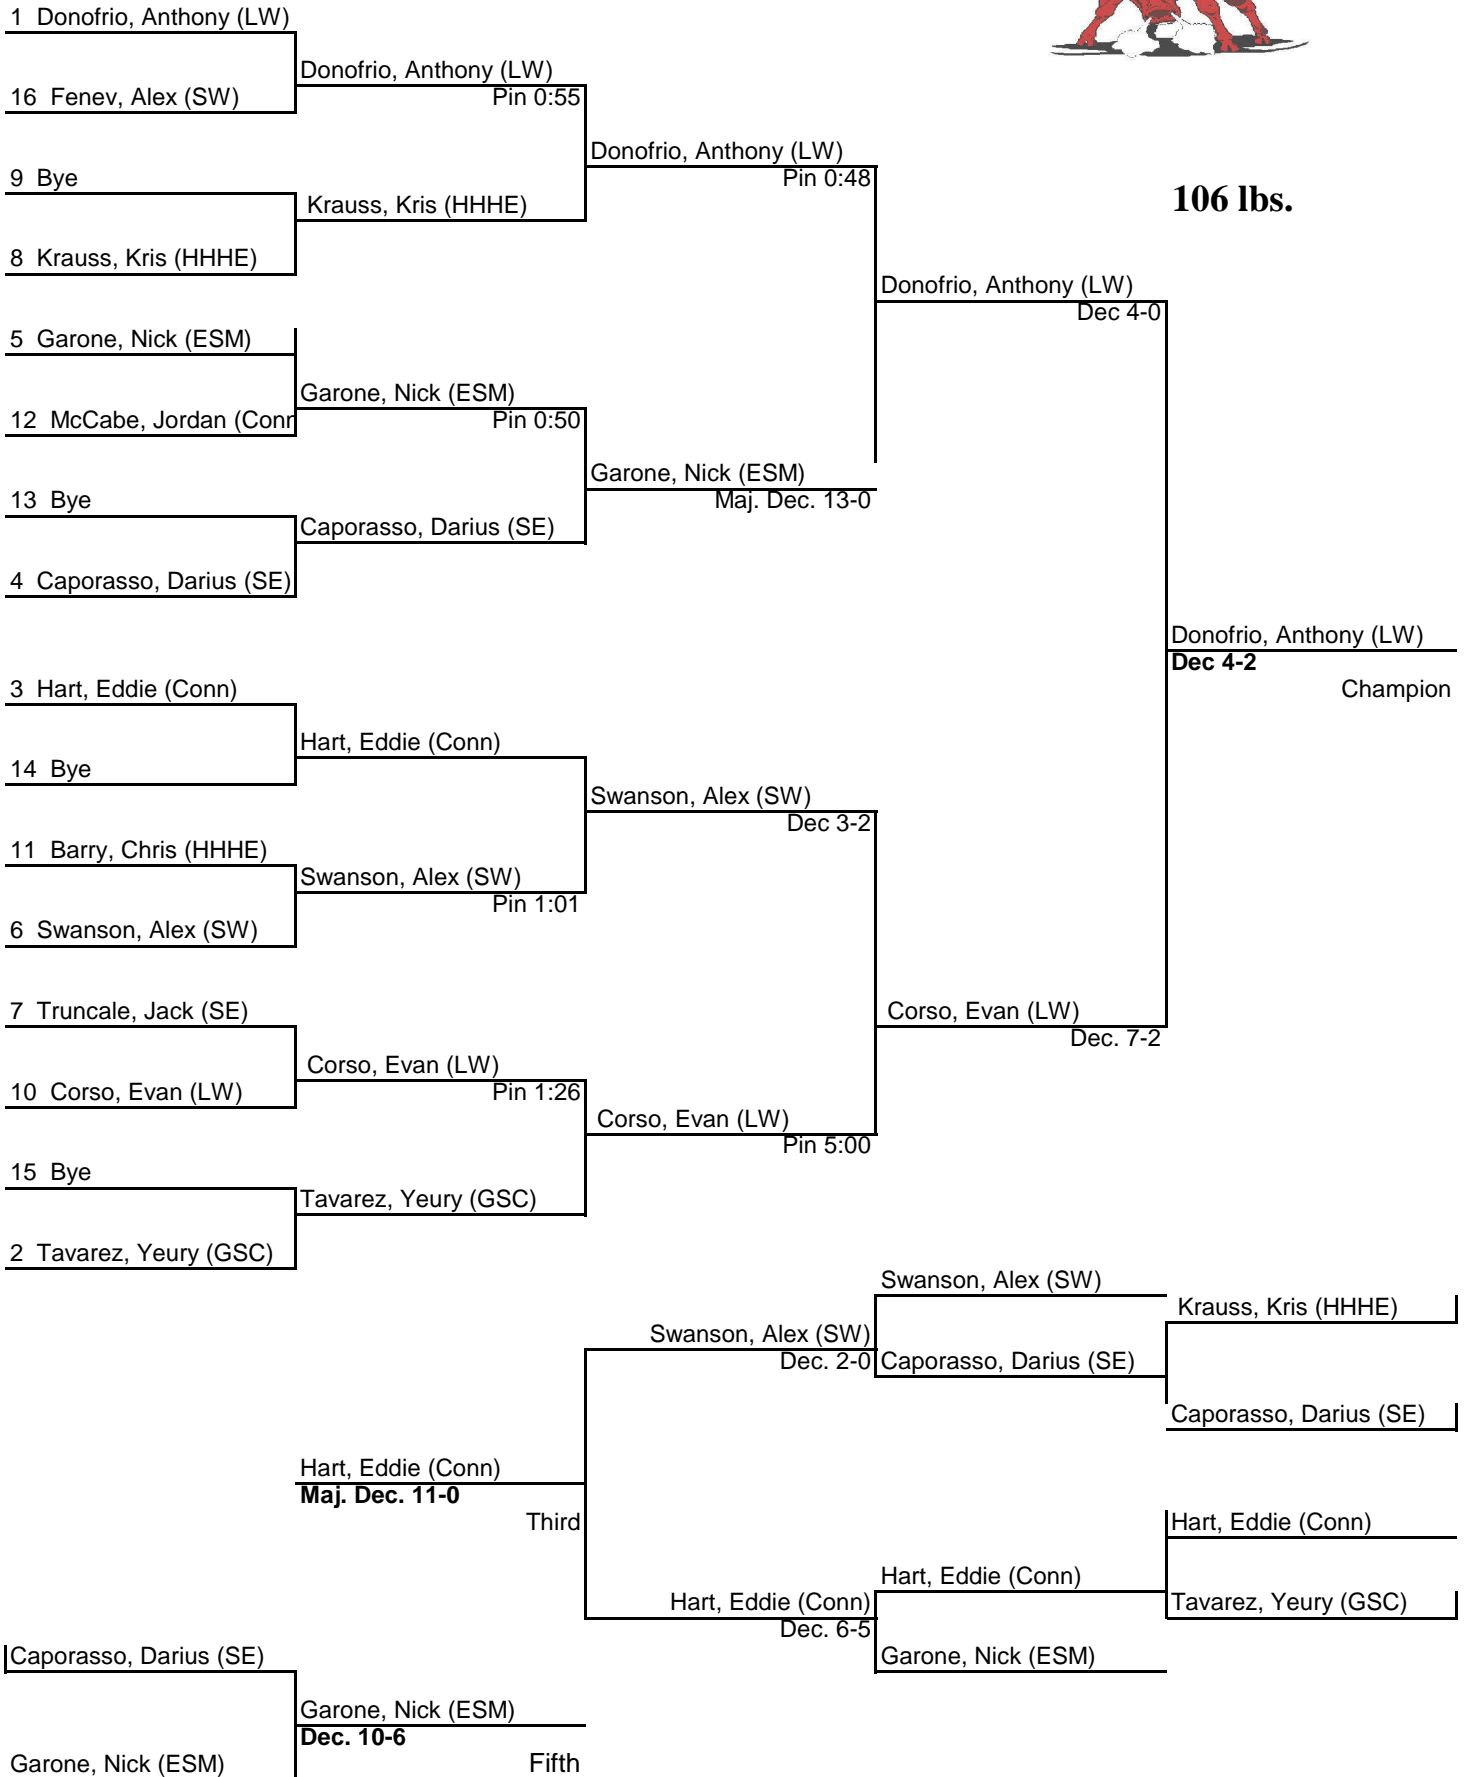 1 Donofrio, Anthony (LW)
Donofrio, Anthony (LW)
16 Fenev, Alex (SW)
Pin 0:55
Donofrio, Anthony (LW)
9 Bye
Pin 0:48
Krauss, Kris (HHHE)
106 lbs.
8 Krauss, Kris (HHHE)
Donofrio, Anthony (LW)
Dec 4-0
5 Garone, Nick (ESM)
Garone, Nick (ESM)
12 McCabe, Jordan (Conn
Pin 0:50
Garone, Nick (ESM)
13 Bye
Maj. Dec. 13-0
Caporasso, Darius (SE)
4 Caporasso, Darius (SE)
Donofrio, Anthony (LW)
Dec 4-2
Champion
3 Hart, Eddie (Conn)
Hart, Eddie (Conn)
14 Bye
Swanson, Alex (SW)
Dec 3-2
11 Barry, Chris (HHHE)
Swanson, Alex (SW)
Pin 1:01
6 Swanson, Alex (SW)
7 Truncale, Jack (SE)
Corso, Evan (LW)
Dec. 7-2
Corso, Evan (LW)
10 Corso, Evan (LW)
Pin 1:26
Corso, Evan (LW)
Pin 5:00
15 Bye
Tavarez, Yeury (GSC)
2 Tavarez, Yeury (GSC)
Swanson, Alex (SW)
Krauss, Kris (HHHE)
Swanson, Alex (SW)
Dec. 2-0
Caporasso, Darius (SE)
Caporasso, Darius (SE)
Hart, Eddie (Conn)
Maj. Dec. 11-0
Third
Hart, Eddie (Conn)
Hart, Eddie (Conn)
Hart, Eddie (Conn)
Tavarez, Yeury (GSC)
Dec. 6-5
Caporasso, Darius (SE)
Garone, Nick (ESM)
Garone, Nick (ESM)
Dec. 10-6
Garone, Nick (ESM)
Fifth